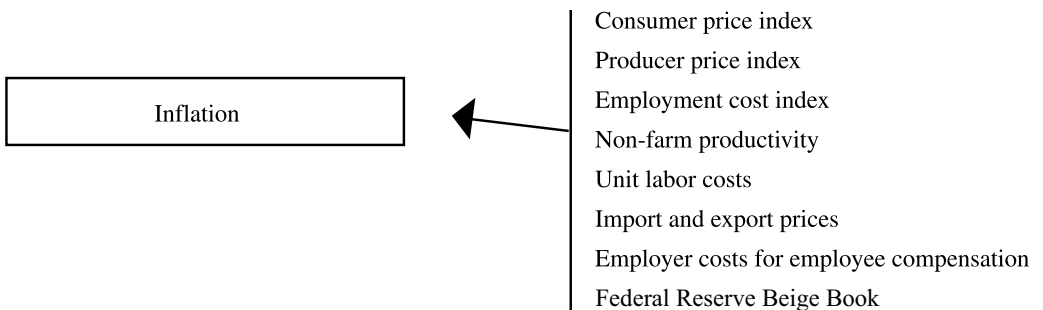 Inflation
Consumer price index
Producer price index
Employment cost index
Non-farm productivity
Unit labor costs
Import and export prices
Employer costs for employee compensation
Federal Reserve Beige Book